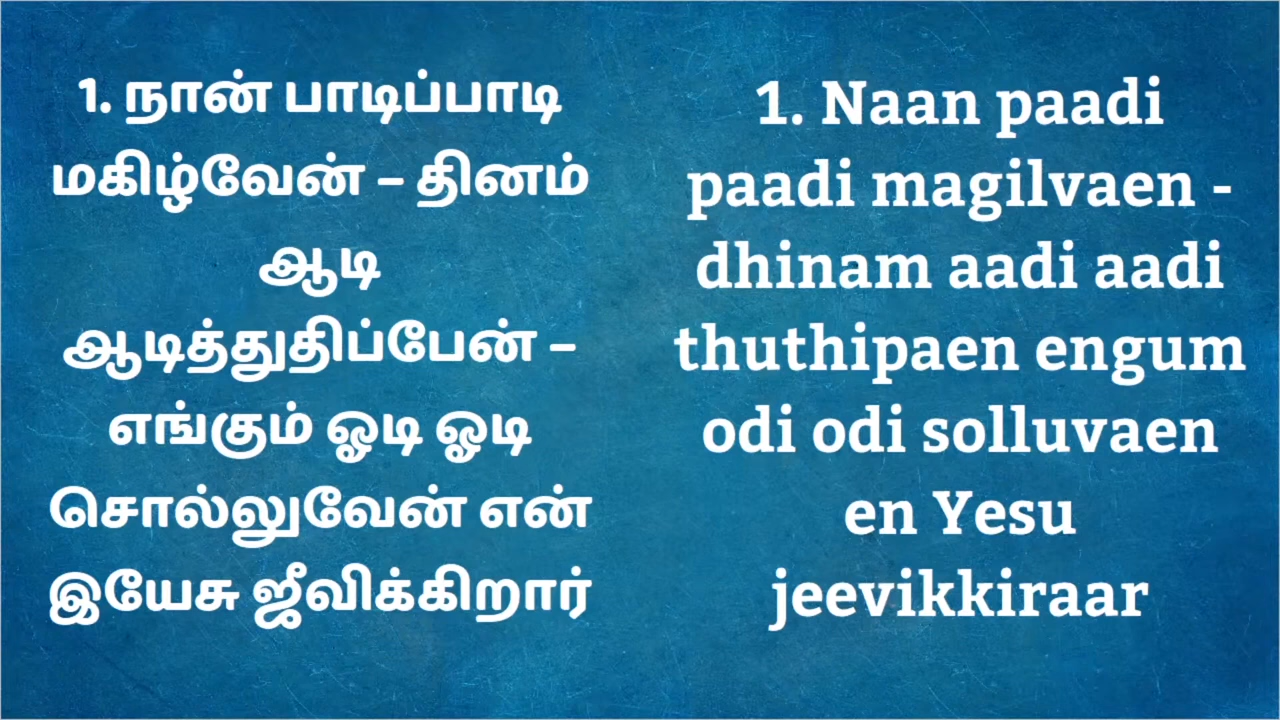 1. நான் பாடிப்பாடி
மகிழ்வேன் – தினம்
ஆடி
ஆடித்துதிப்பேன் –
எங்கும் ஓடி ஓடி
சொல்லுவேன் என்
இயேசு ஜீவிக்கிறார்
1. Naan paadi
paadi magilvaen -
dhinam aadi aadi
thuthipaen engum
odi odi solluvaen
en Yesu
jeevikkiraar